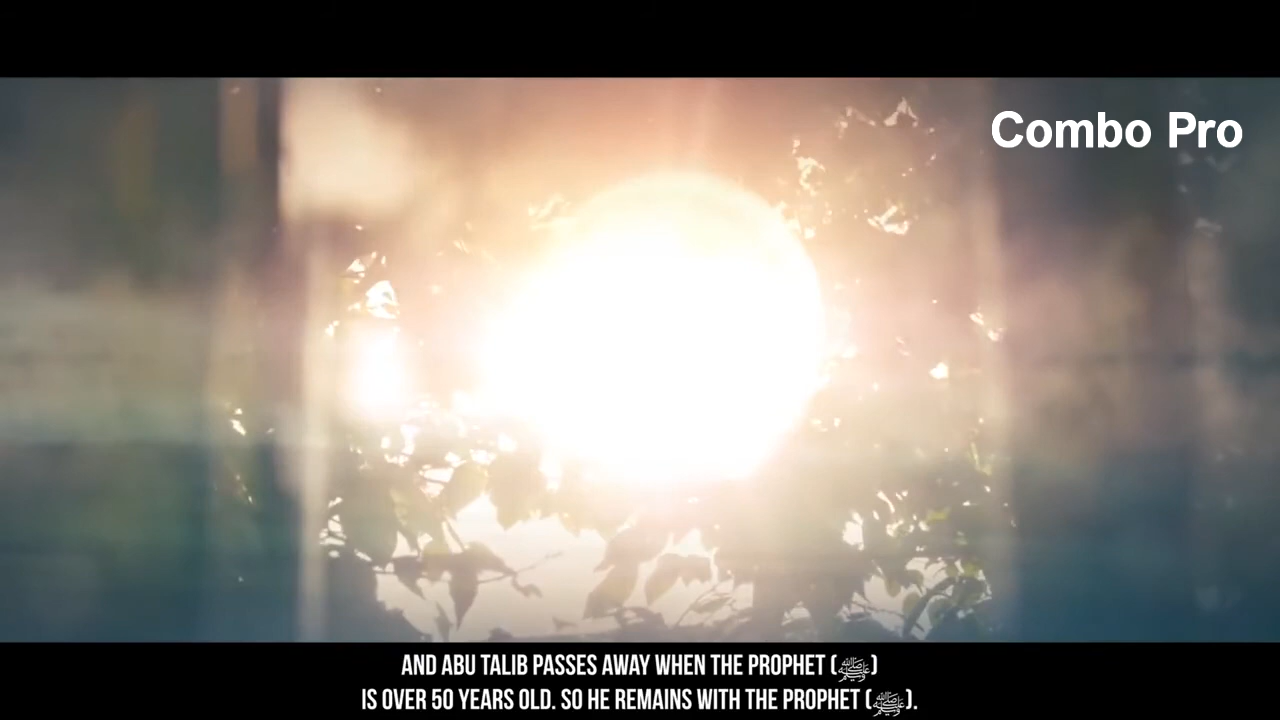 Combo Pro
AND ABU TALIB PASSES AWAY WHEN THE PROPHET (ﷺ)
IS OVER 50 YEARS OLD. SO HE REMAINS WITH THE PROPHET (ﷺ).